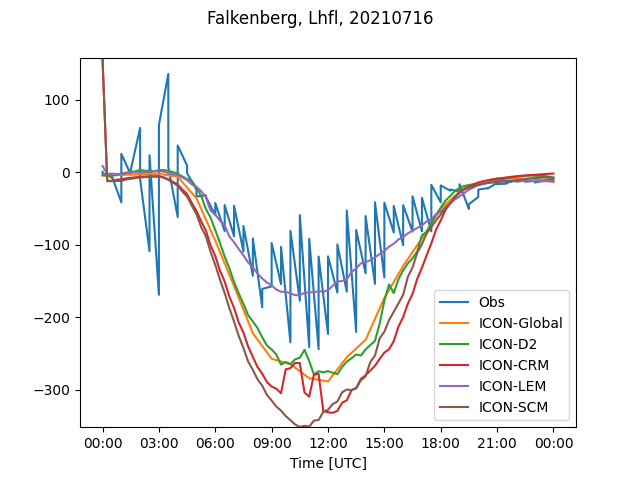 Falkenberg, Lhfl, 20210716
100
0
−100
−200
−300
00:00 03:00 06:00 09:00 12:00 15:00 18:00 21:00 00:00
Time [UTC]
Obs
ICON-Global
ICON-D2
ICON-CRM
ICON-LEM
ICON-SCM